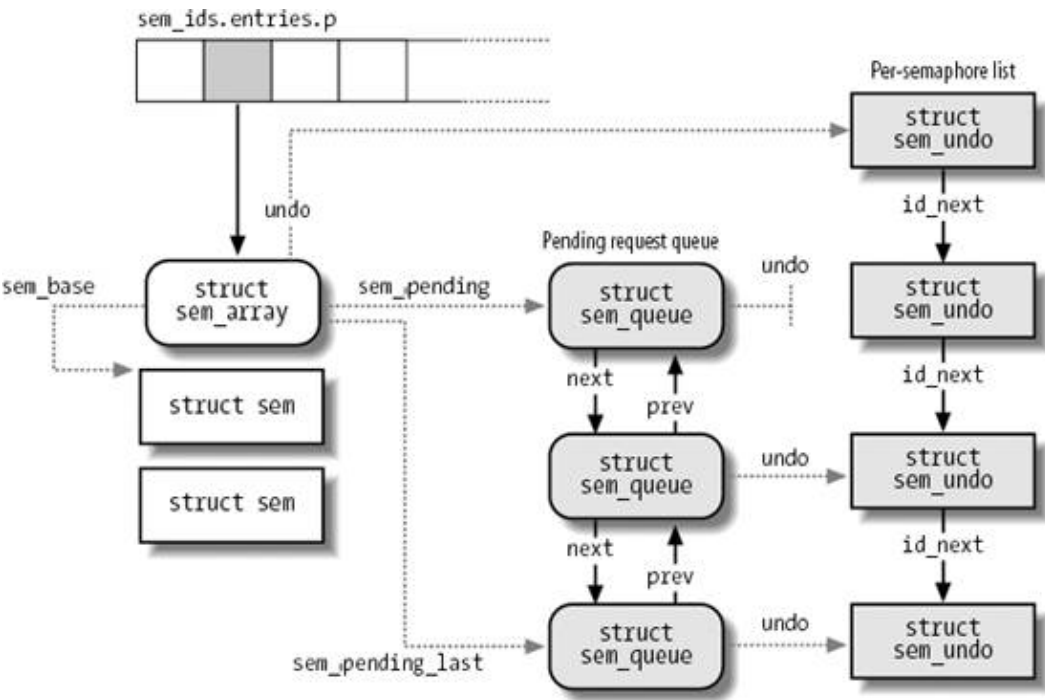 sem_ids.entries.p
Per-semaphore list
struct
sem_undo
undo
id_next
Pending request queue
sem_base
struct
sem_array
sem_pending
struct
sem_queue
undo
struct
sem_undo
next
prev
id_next
struct sem
struct
sem_queue
undo
struct
sem_undo
struct sem
next
prev
id_next
sem_pending_last
struct
sem_queue
undo
struct
sem_undo